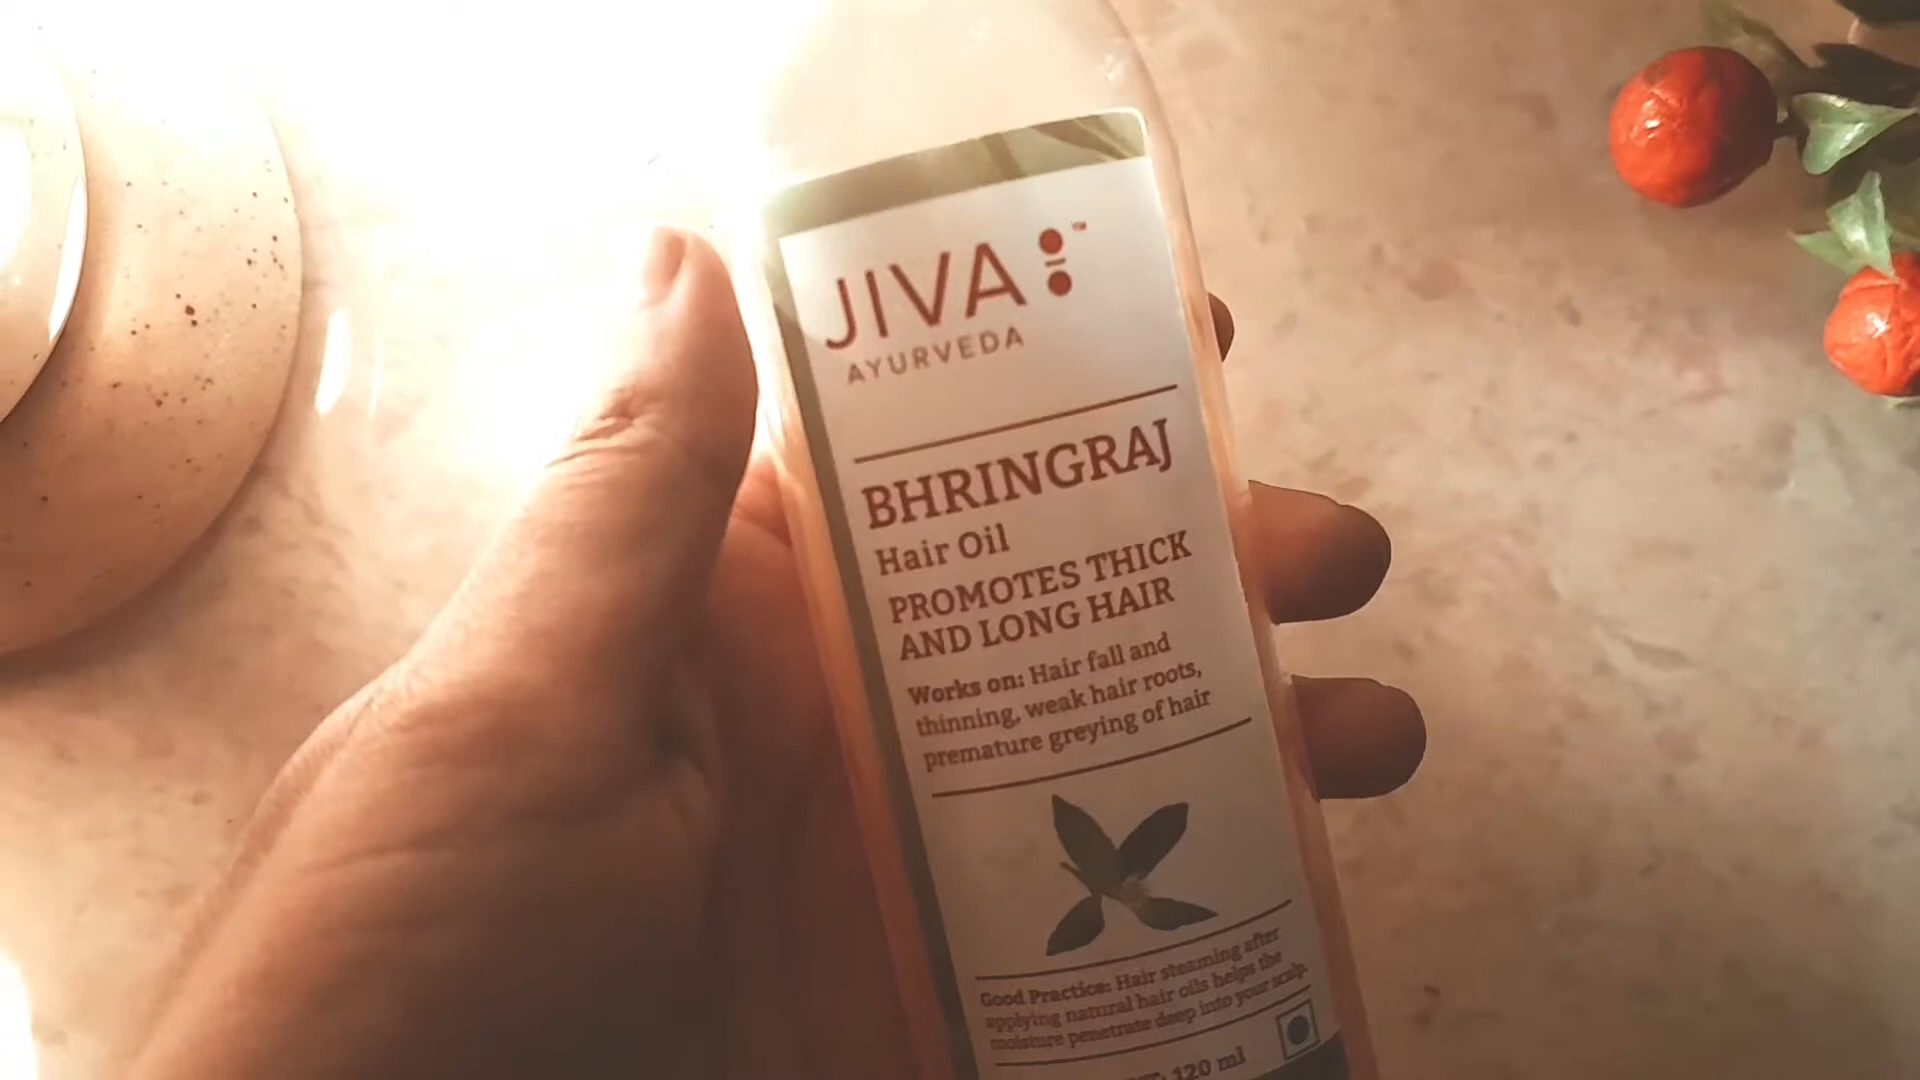 JIVA ™
AYURVEDA
BHRINGRAJ
Hair Oil
PROMOTES THICK
AND LONG HAIR
Works on: Hair fall and
thinning, weak hair roots,
premature greying of hair
Good Practice: Hair steaming after
applying natural hair oils helps the
moisture penetrate deep into your scalp.
120 ml